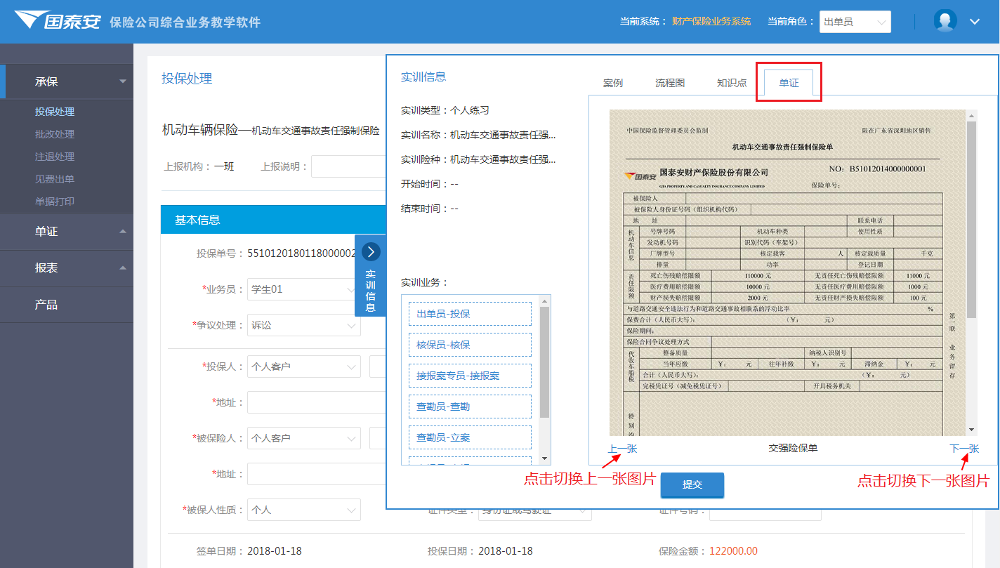 国泰安 保险公司综合业务教学软件
当前系统： 财产保险业务系统 当前角色： 出单员
承保
投保处理
批改处理
注退处理
见费出单
单据打印
单证
报表
产品
投保处理
机动车辆保险—机动车交通事故责任强制保险
上报机构： 一班 上报说明：
基本信息
投保单号： 5510120180118000002
*业务员： 学生01
*争议处理： 诉讼
*投保人： 个人客户
*地址：
*被保险人： 个人客户
*地址：
*被保人性质： 个人
证件类型： 身份证或驾驶证 证件号码：
签单日期： 2018-01-18 投保日期： 2018-01-18 保险金额： 122000.00
实训信息
实训信息
实训类型：个人练习
实训名称：机动车交通事故责任强...
实训险种：机动车交通事故责任强...
开始时间：--
结束时间：--
实训业务：
出单员-投保
核保员-核保
接报案专员-接报案
查勘员-查勘
查勘员-立案
案例 流程图 知识点 单证
中国保险监督管理委员会监制 限在广东省深圳地区销售
机动车交通事故责任强制保险单
国泰安 国泰安财产保险股份有限公司 NO： B51012014000000001
GTA PROPERTY AND CASUALTY INSURANCE COMPANY LIMITED 保险单号：
被保险人
被保险人身份证号码（组织机构代码）
地 址 联系电话
机动车信息
号牌号码 机动车种类 使用性质
发动机号码 识别代码（车架号）
厂牌型号 核定载客 人 核定载质量 千克
排量 功率 登记日期
责任限额
死亡伤残赔偿限额 110000 元 无责任死亡伤残赔偿限额 11000 元
医疗费用赔偿限额 10000 元 无责任医疗费用赔偿限额 1000 元
财产损失赔偿限额 2000 元 无责任财产损失赔偿限额 100 元
与道路交通安全违法行为和道路交通事故相联系的浮动比率 %
保费合计（人民币大写）： （￥： 元）
保险期间：
保险合同争议处理方式
代收车船税
整备质量 纳税人识别号
当年应缴 ￥： 元 往年补缴 ￥： 元 滞纳金 ￥： 元
合计（人民币大写）： （￥： 元）
完税凭证号（减免税凭证号） 开具税务机关
特别
第一联 业务留存
上一张 交强险保单 下一张
点击切换上一张图片 点击切换下一张图片
提交